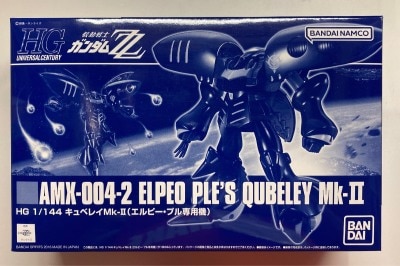 HG
UNIVERSAL CENTURY
機動戦士
ガンダムZZ
BANDAI NAMCO
AMX-004-2 ELPEO PLE'S QUBELEY Mk-II
HG 1/144 キュベレイMk-II（エルピー・プル専用機）
BAN
DAI